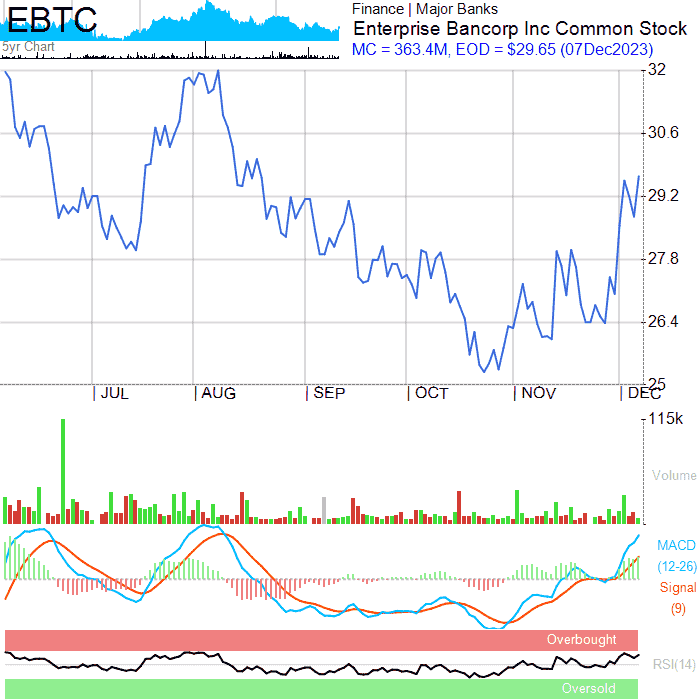 EBTC
5yr Chart
Finance | Major Banks
Enterprise Bancorp Inc Common Stock
MC = 363.4M, EOD = $29.65 (07Dec2023)
32
30.6
29.2
27.8
26.4
25
JUL
AUG
SEP
OCT
NOV
DEC
115k
Volume
MACD
(12-26)
Signal
(9)
Overbought
RSI(14)
Oversold